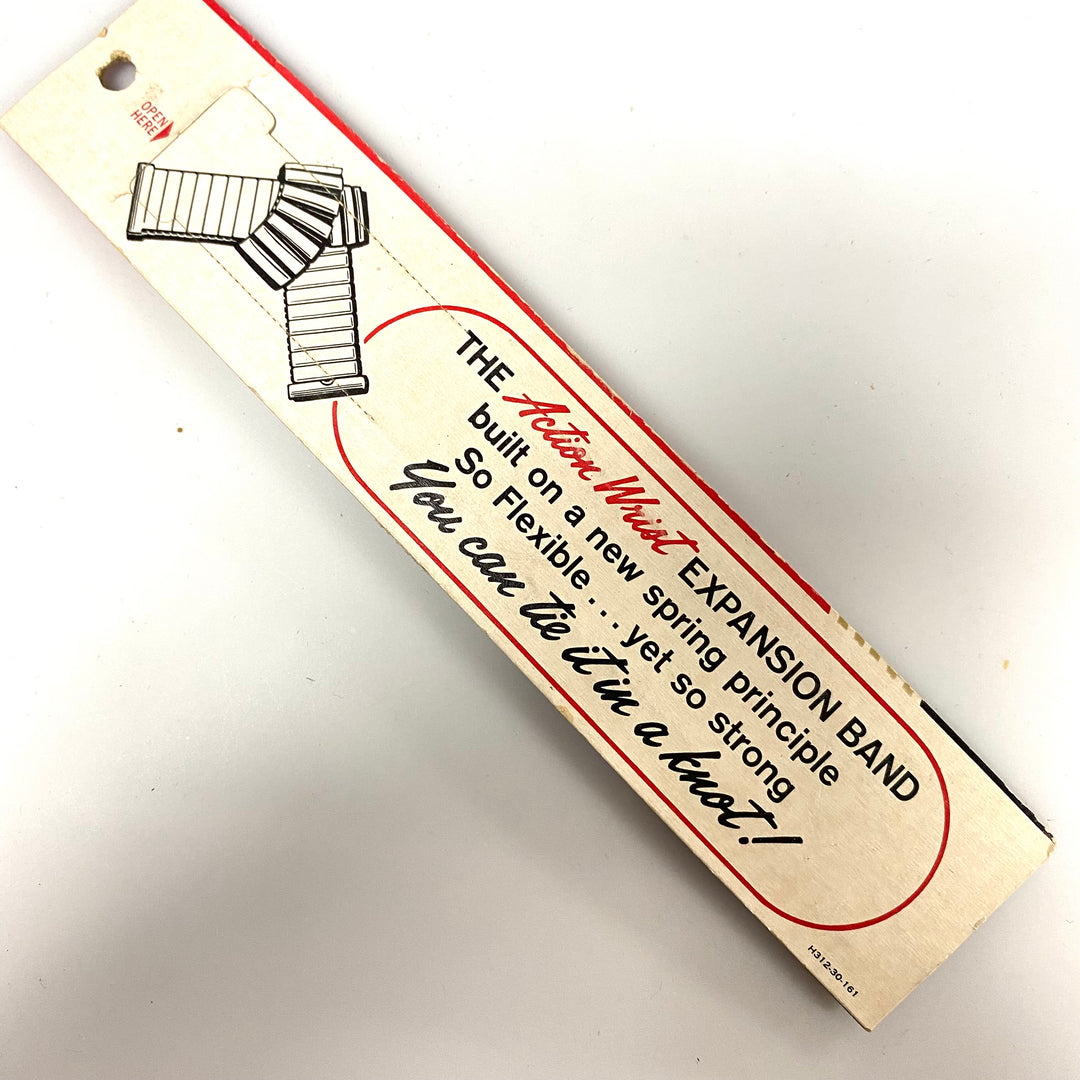 OPEN
HERE
THE Action Wrist EXPANSION BAND
built on a new spring principle
So Flexible... yet so strong
You can tie it in a knot!
H312-30-161